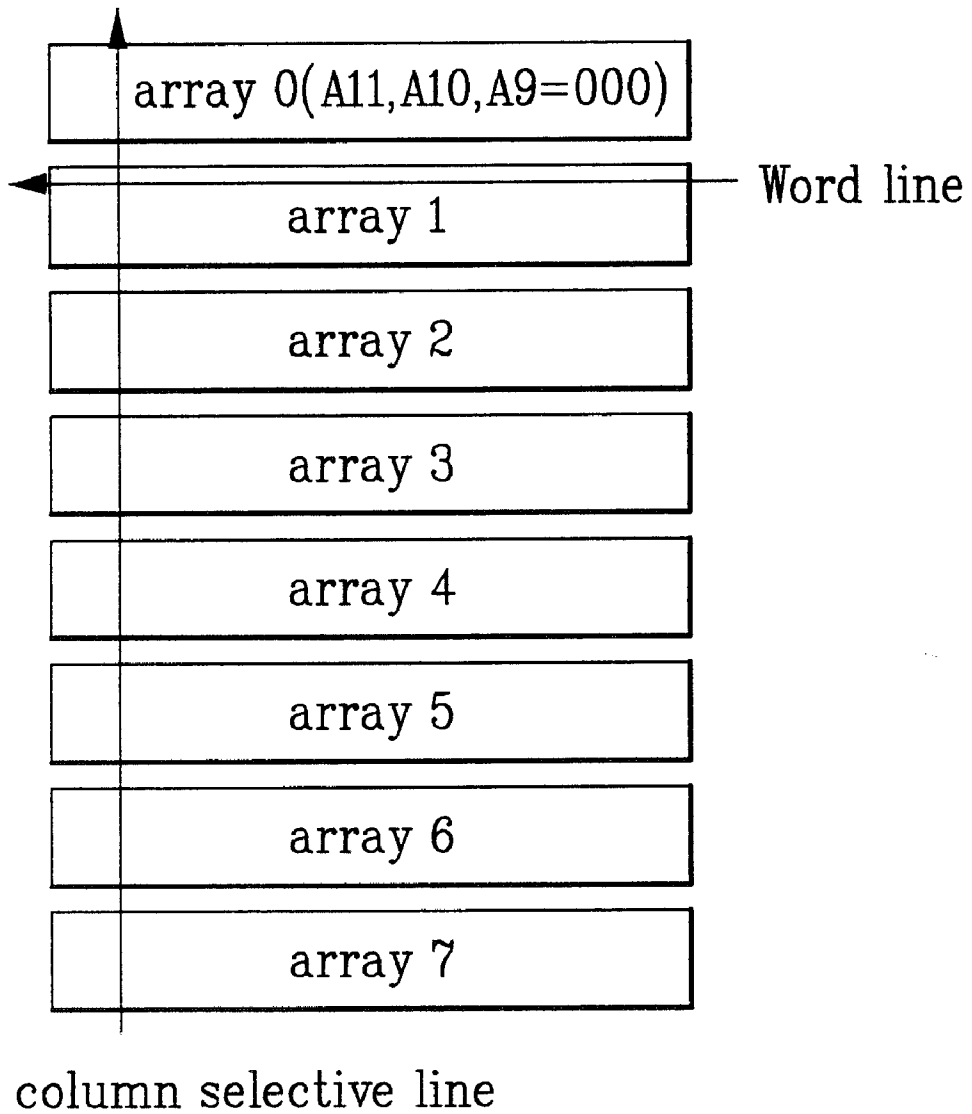 array 0(A11,A10,A9=000)
Word line
array 1
array 2
array 3
array 4
array 5
array 6
array 7
column selective line